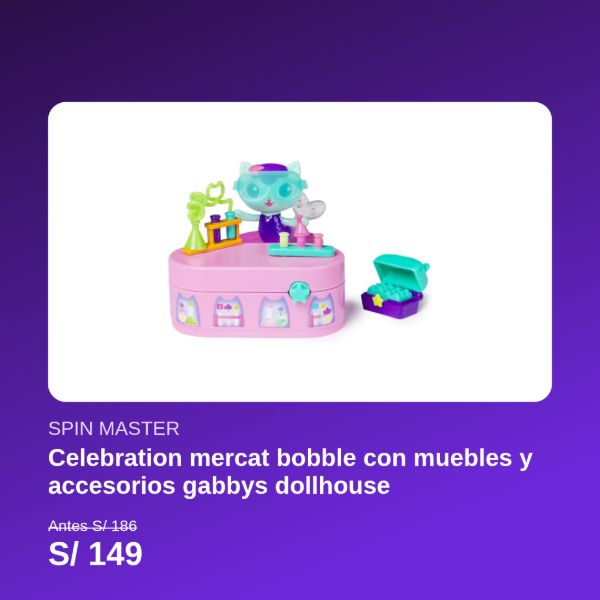 SPIN MASTER
Celebration mercat bobble con muebles y
accesorios gabbys dollhouse
Antes S/ 186
S/ 149